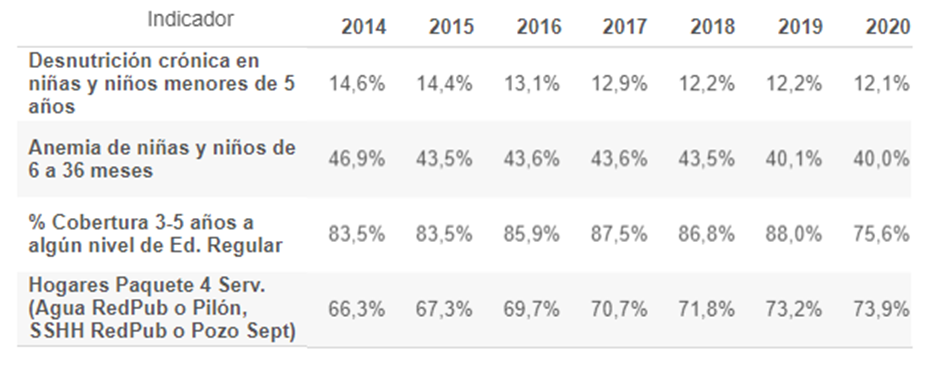 Indicador 2014 2015 2016 2017 2018 2019 2020
Desnutrición crónica en
niñas y niños menores de 5 14,6% 14,4% 13,1% 12,9% 12,2% 12,2% 12,1%
años
Anemia de niñas y niños de
6 a 36 meses 46,9% 43,5% 43,6% 43,6% 43,5% 40,1% 40,0%
% Cobertura 3-5 años a
algún nivel de Ed. Regular 83,5% 83,5% 85,9% 87,5% 86,8% 88,0% 75,6%
Hogares Paquete 4 Serv.
(Agua RedPub o Pilón, 66,3% 67,3% 69,7% 70,7% 71,8% 73,2% 73,9%
SSHH RedPub o Pozo Sept)